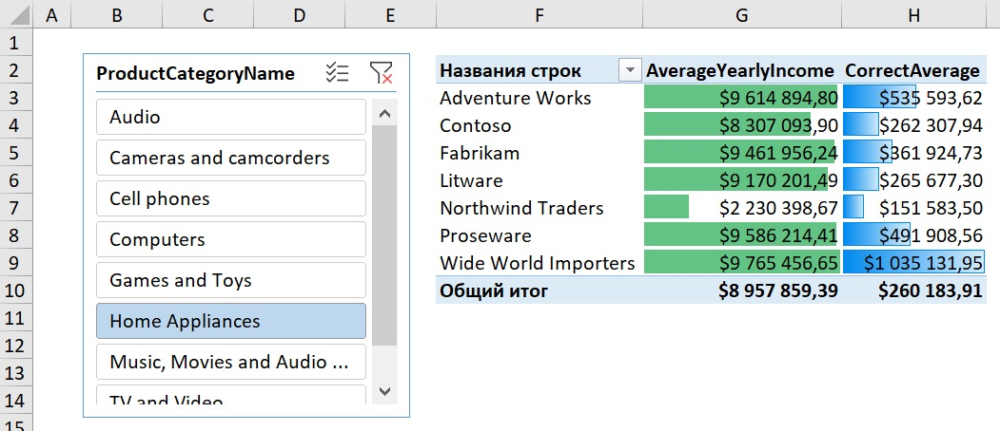 A B C D E F G H
1
2 ProductCategoryName Названия строк AverageYearlyIncome CorrectAverage
3 Audio Adventure Works $9 614 894,80 $535 593,62
4 Contoso $8 307 093,90 $262 307,94
5 Cameras and camcorders Fabrikam $9 461 956,24 $361 924,73
6 Cell phones Litware $9 170 201,49 $265 677,30
7 Northwind Traders $2 230 398,67 $151 583,50
8 Computers Proseware $9 586 214,41 $491 908,56
9 Games and Toys Wide World Importers $9 765 456,65 $1 035 131,95
10 Общий итог $8 957 859,39 $260 183,91
11 Home Appliances
12
13 Music, Movies and Audio ...
14 TV and Video
15